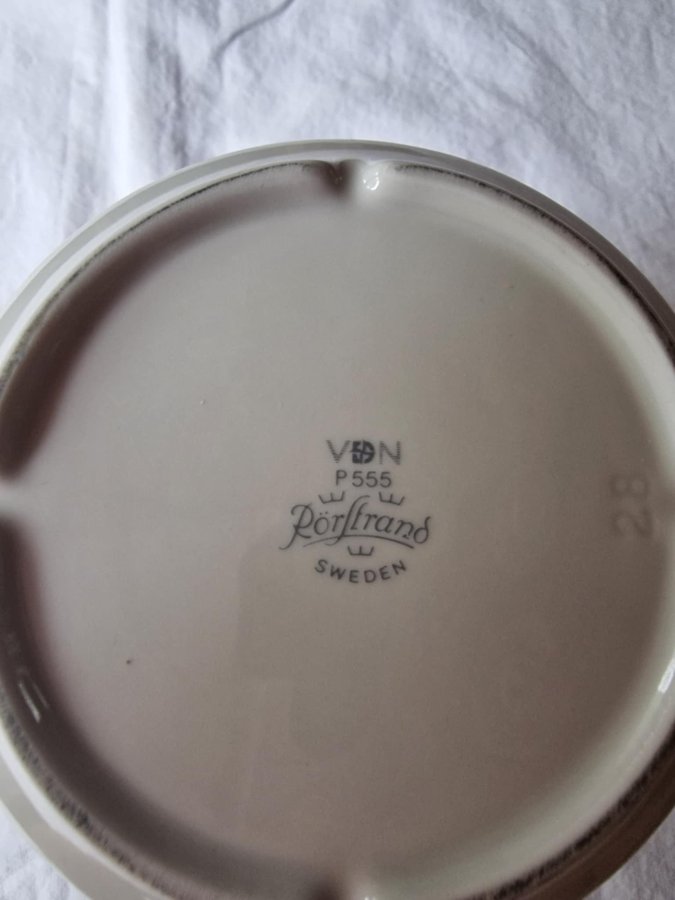 VDN
P555
Rörstrand
SWEDEN
28